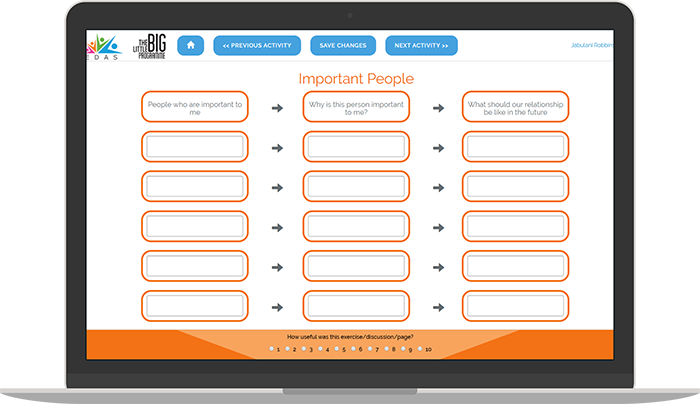 EDAS
THE
BIG
LITTLE
PROGRAMME
<< PREVIOUS ACTIVITY
SAVE CHANGES
NEXT ACTIVITY >>
Jabulani Robbins
Important People
People who are important to
me
Why is this person important
to me?
What should our relationship
be like in the future
How useful was this exercise/discussion/page?
1 2 3 4 5 6 7 8 9 10